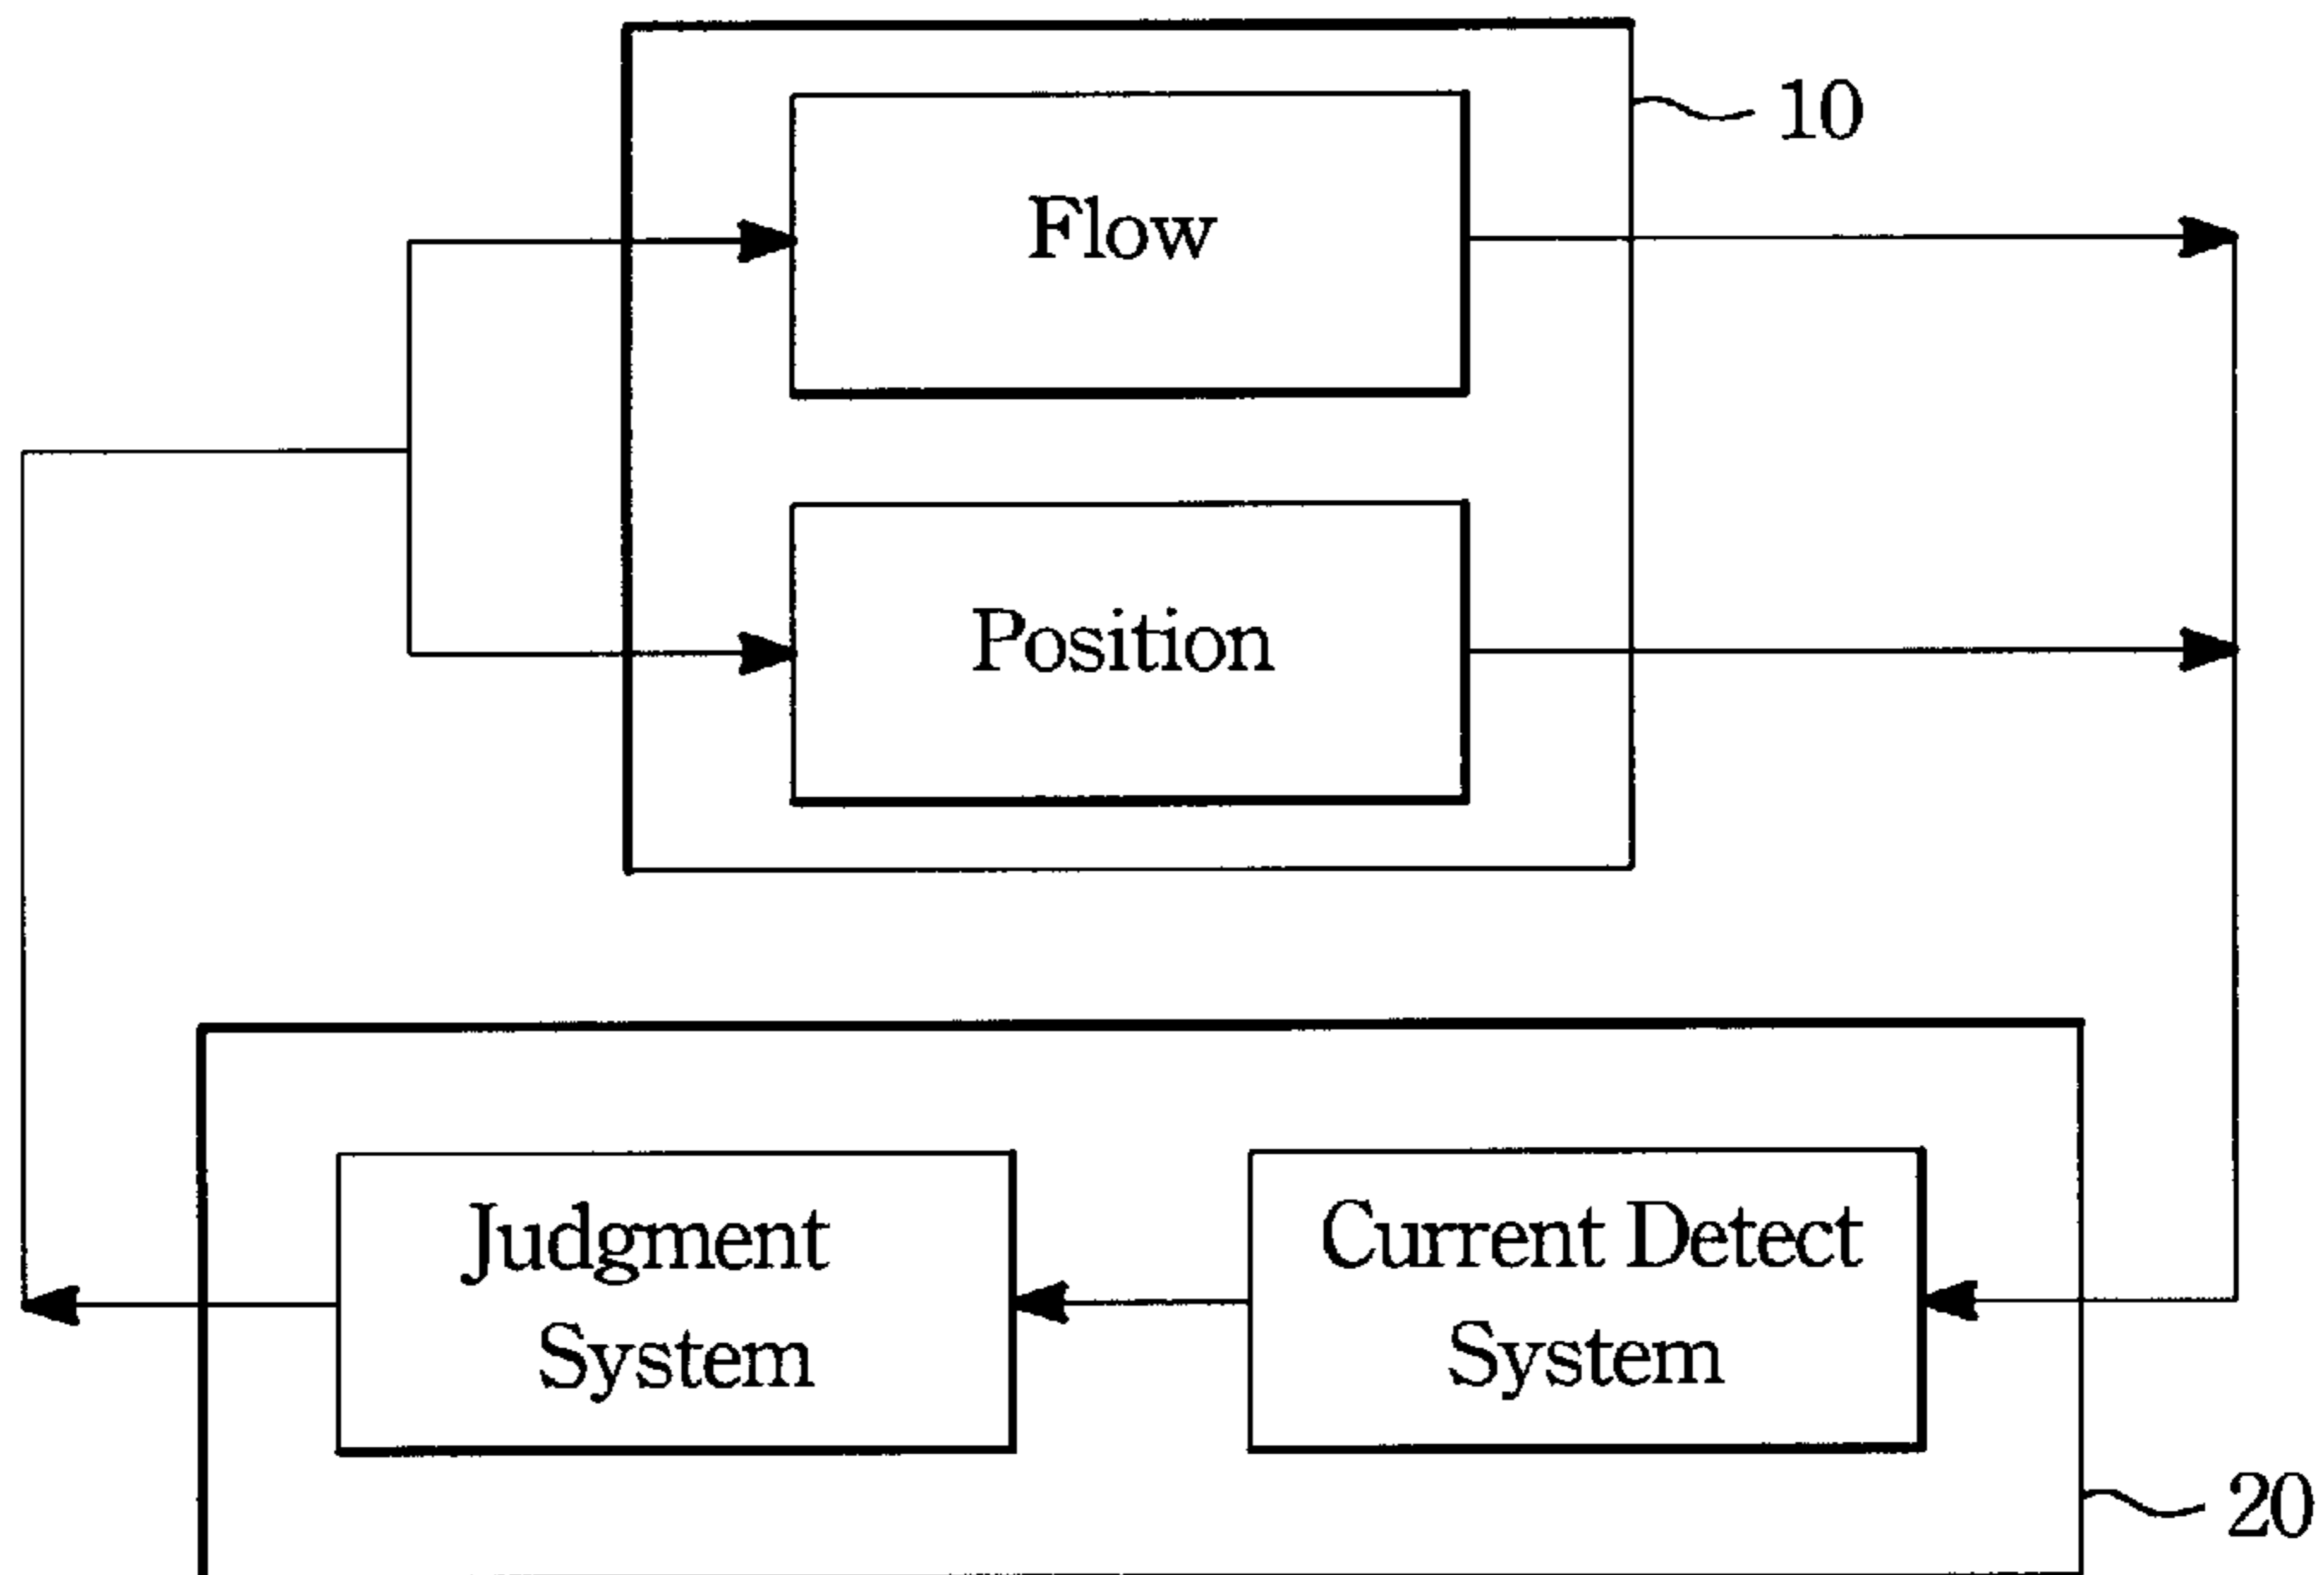 10
Flow
Position
Judgment
System
Current Detect
System
20